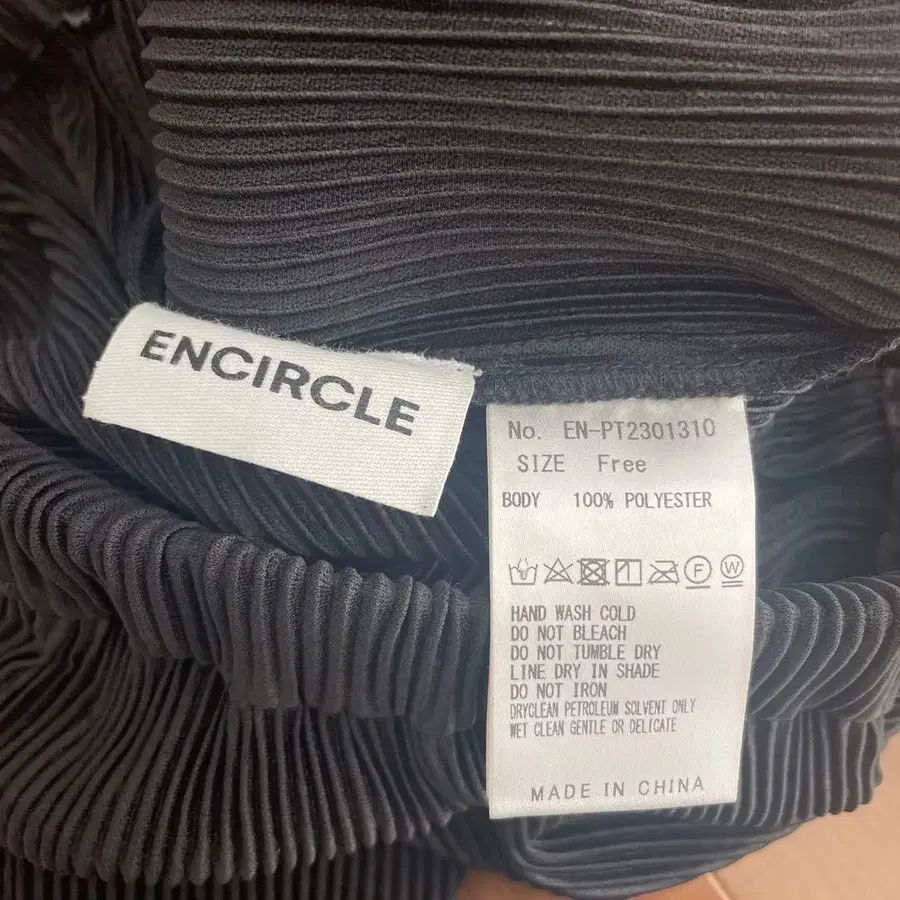 ENCIRCLE
No. EN-PT2301310
SIZE Free
BODY 100% POLYESTER
F W
HAND WASH COLD
DO NOT BLEACH
DO NOT TUMBLE DRY
LINE DRY IN SHADE
DO NOT IRON
DRYCLEAN PETROLEUM SOLVENT ONLY
WET CLEAN GENTLE OR DELICATE
MADE IN CHINA